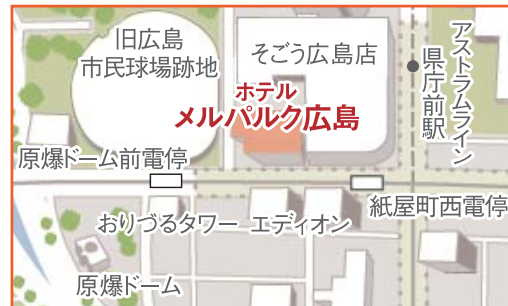 旧広島
市民球場跡地
そごう広島店
ホテル
メルパルク広島
アストラムライン
県庁前駅
原爆ドーム前電停
紙屋町西電停
おりづるタワー
エディオン
原爆ドーム